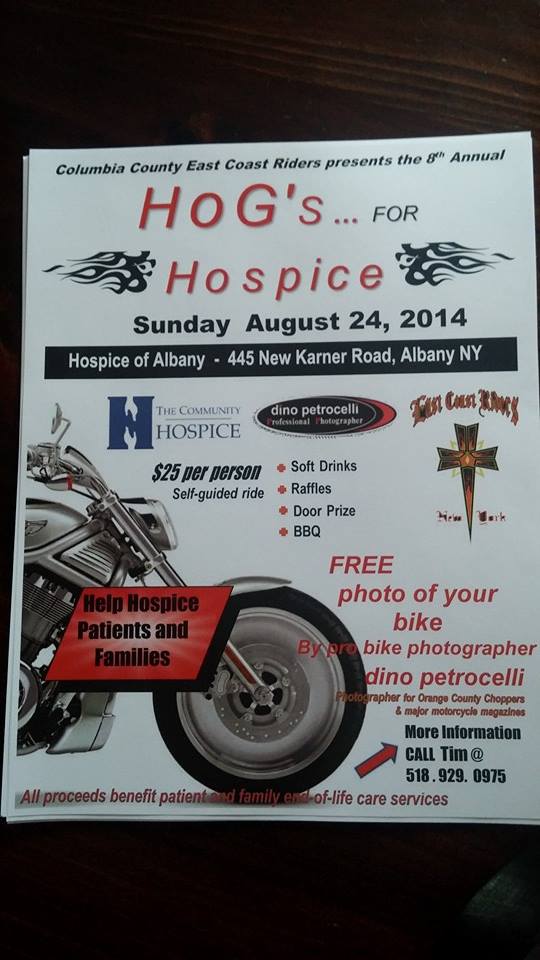 Columbia County East Coast Riders presents the 8th Annual
HoG's... FOR
Hospice
Sunday August 24, 2014
Hospice of Albany - 445 New Karner Road, Albany NY
THE COMMUNITY
HOSPICE
dino petrocelli
Professional Photographer
East Coast Riders
New York
$25 per person
Self-guided ride
Soft Drinks
Raffles
Door Prize
BBQ
Help Hospice
Patients and
Families
FREE
photo of your
bike
By pro bike photographer
dino petrocelli
Photographer for Orange County Choppers
& major motorcycle magazines
More Information
CALL Tim @
518 . 929. 0975
All proceeds benefit patient and family end-of-life care services